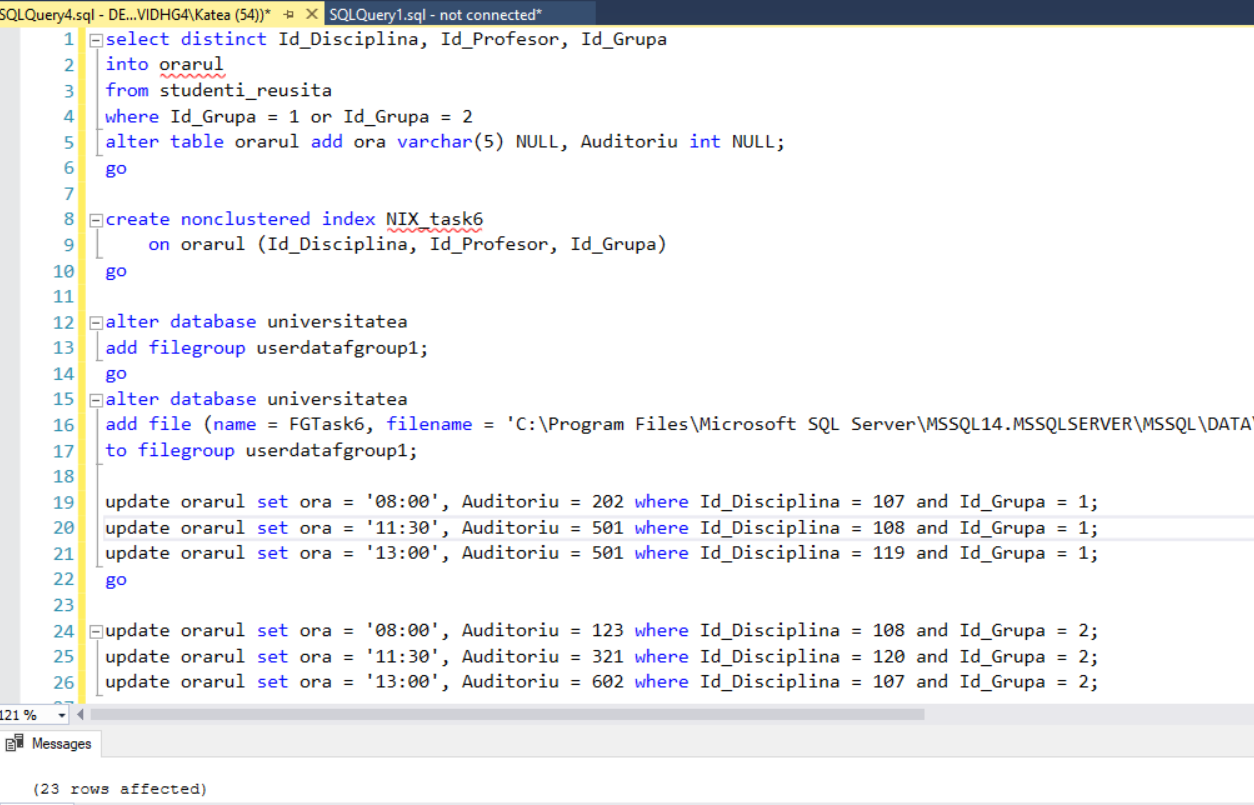 SQLQuery4.sql - DE...VIDHG4\Katea (54))* SQLQuery1.sql - not connected*
1 select distinct Id_Disciplina, Id_Profesor, Id_Grupa
2 into orarul
3 from studenti_reusita
4 where Id_Grupa = 1 or Id_Grupa = 2
5 alter table orarul add ora varchar(5) NULL, Auditoriu int NULL;
6 go
7
8 create nonclustered index NIX_task6
9 on orarul (Id_Disciplina, Id_Profesor, Id_Grupa)
10 go
11
12 alter database universitatea
13 add filegroup userdatafgroup1;
14 go
15 alter database universitatea
16 add file (name = FGTask6, filename = 'C:\Program Files\Microsoft SQL Server\MSSQL14.MSSQLSERVER\MSSQL\DATA\
17 to filegroup userdatafgroup1;
18
19 update orarul set ora = '08:00', Auditoriu = 202 where Id_Disciplina = 107 and Id_Grupa = 1;
20 update orarul set ora = '11:30', Auditoriu = 501 where Id_Disciplina = 108 and Id_Grupa = 1;
21 update orarul set ora = '13:00', Auditoriu = 501 where Id_Disciplina = 119 and Id_Grupa = 1;
22 go
23
24 update orarul set ora = '08:00', Auditoriu = 123 where Id_Disciplina = 108 and Id_Grupa = 2;
25 update orarul set ora = '11:30', Auditoriu = 321 where Id_Disciplina = 120 and Id_Grupa = 2;
26 update orarul set ora = '13:00', Auditoriu = 602 where Id_Disciplina = 107 and Id_Grupa = 2;
121 %
Messages
(23 rows affected)